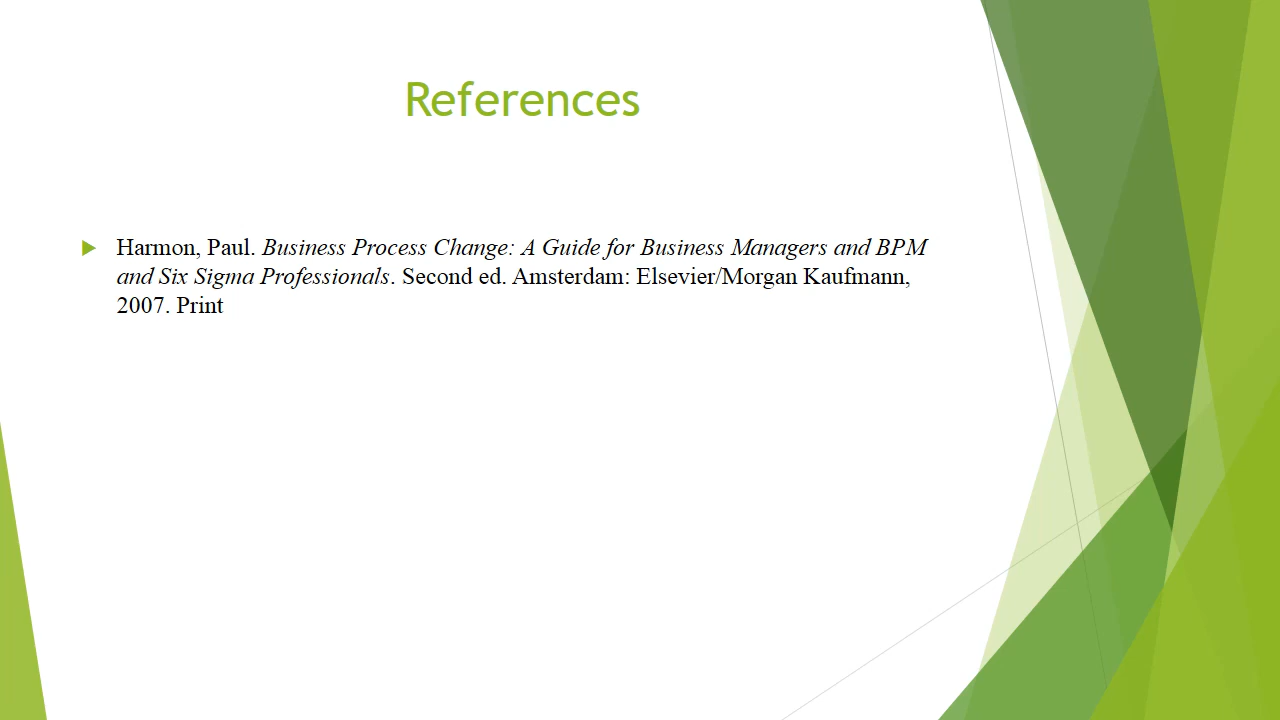 References
Harmon, Paul. Business Process Change: A Guide for Business Managers and BPM
and Six Sigma Professionals. Second ed. Amsterdam: Elsevier/Morgan Kaufmann,
2007. Print